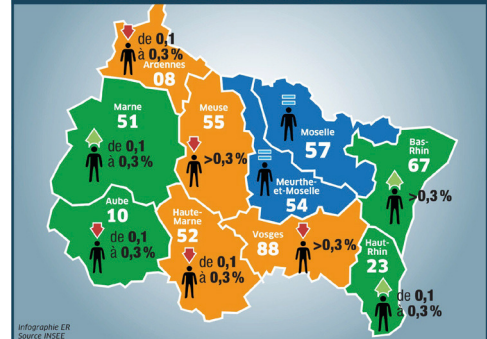 de 0,1
à 0,3 %
Ardennes
08
Marne
51
de 0,1
à 0,3 %
Meuse
55
>0,3 %
Moselle
57
Meurthe-
et-Moselle
54
Bas-
Rhin
67
>0,3 %
Aube
10
de 0,1
à 0,3 %
Haute-
Marne
52
de 0,1
à 0,3 %
Vosges
88
>0,3 %
Haut-
Rhin
23
de 0,1
à 0,3 %
Infographie ER
Source INSEE